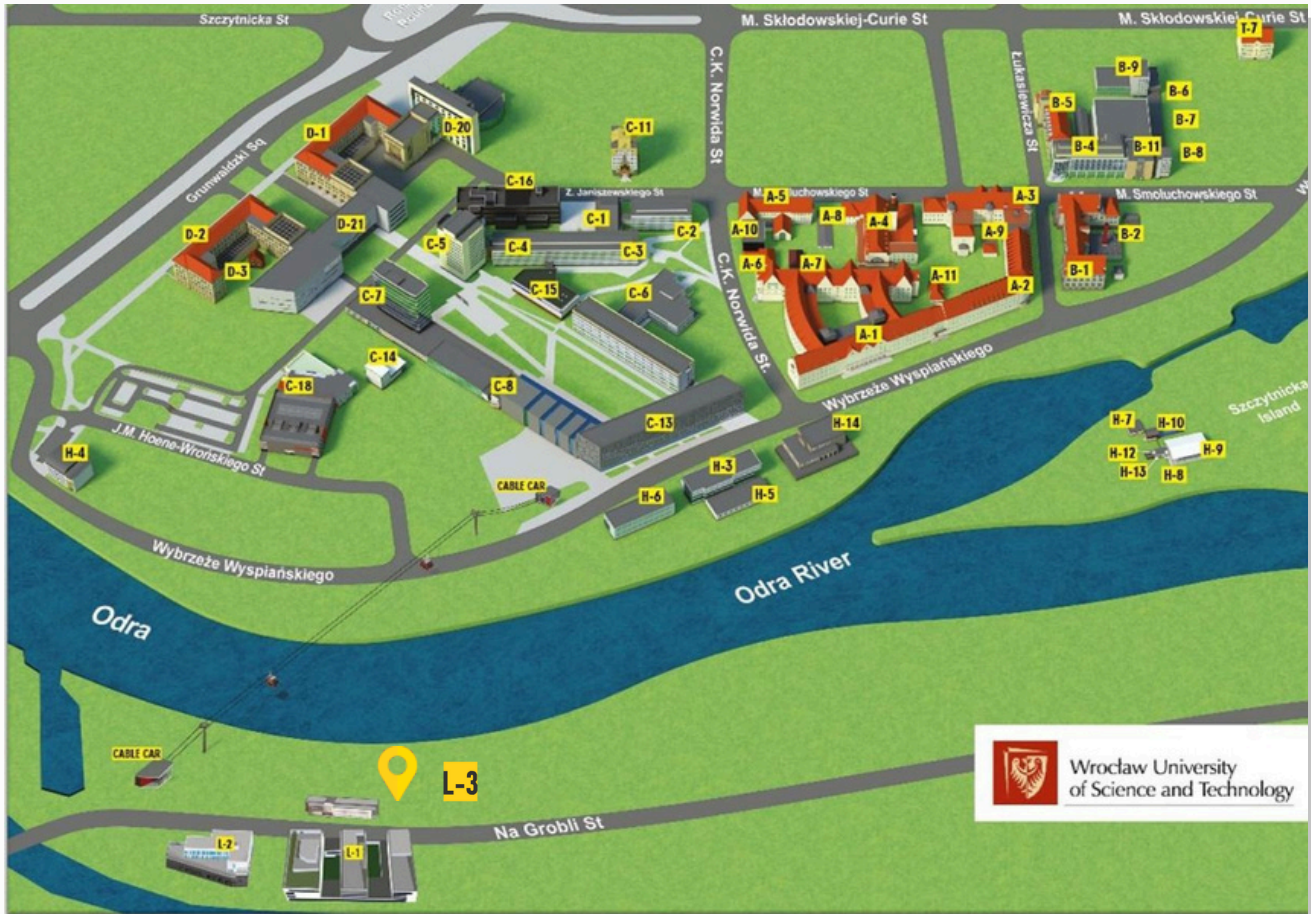 Szczytnicka St
M. Skłodowskiej-Curie St
M. Skłodowskiej-Curie St
T-7
C.K. Norwida St
Łukasiewicza St
B-9
B-6
B-5
B-7
B-4
B-11
B-8
D-1
D-20
C-11
Grunwaldzki Sq
C-16
Z. Janiszewskiego St
M. Smoluchowskiego St
A-5
A-3
C-1
A-8
A-4
D-21
C-2
A-10
A-9
B-2
D-2
C-5
C-4
C-3
A-6
A-7
D-3
B-1
A-11
A-2
C-7
C-15
C-6
C.K. Norwida St.
A-1
C-14
Wybrzeże Wyspiańskiego
C-18
C-8
Szczytnicka
Island
C-13
J.M. Hoene-Wrońskiego St
H-14
H-7
H-10
H-4
H-12
H-9
H-3
H-13
H-8
CABLE CAR
H-6
H-5
Wybrzeże Wyspiańskiego
Odra River
Odra
CABLE CAR
L-3
Wrocław University
of Science and Technology
Na Grobli St
L-2
L-1